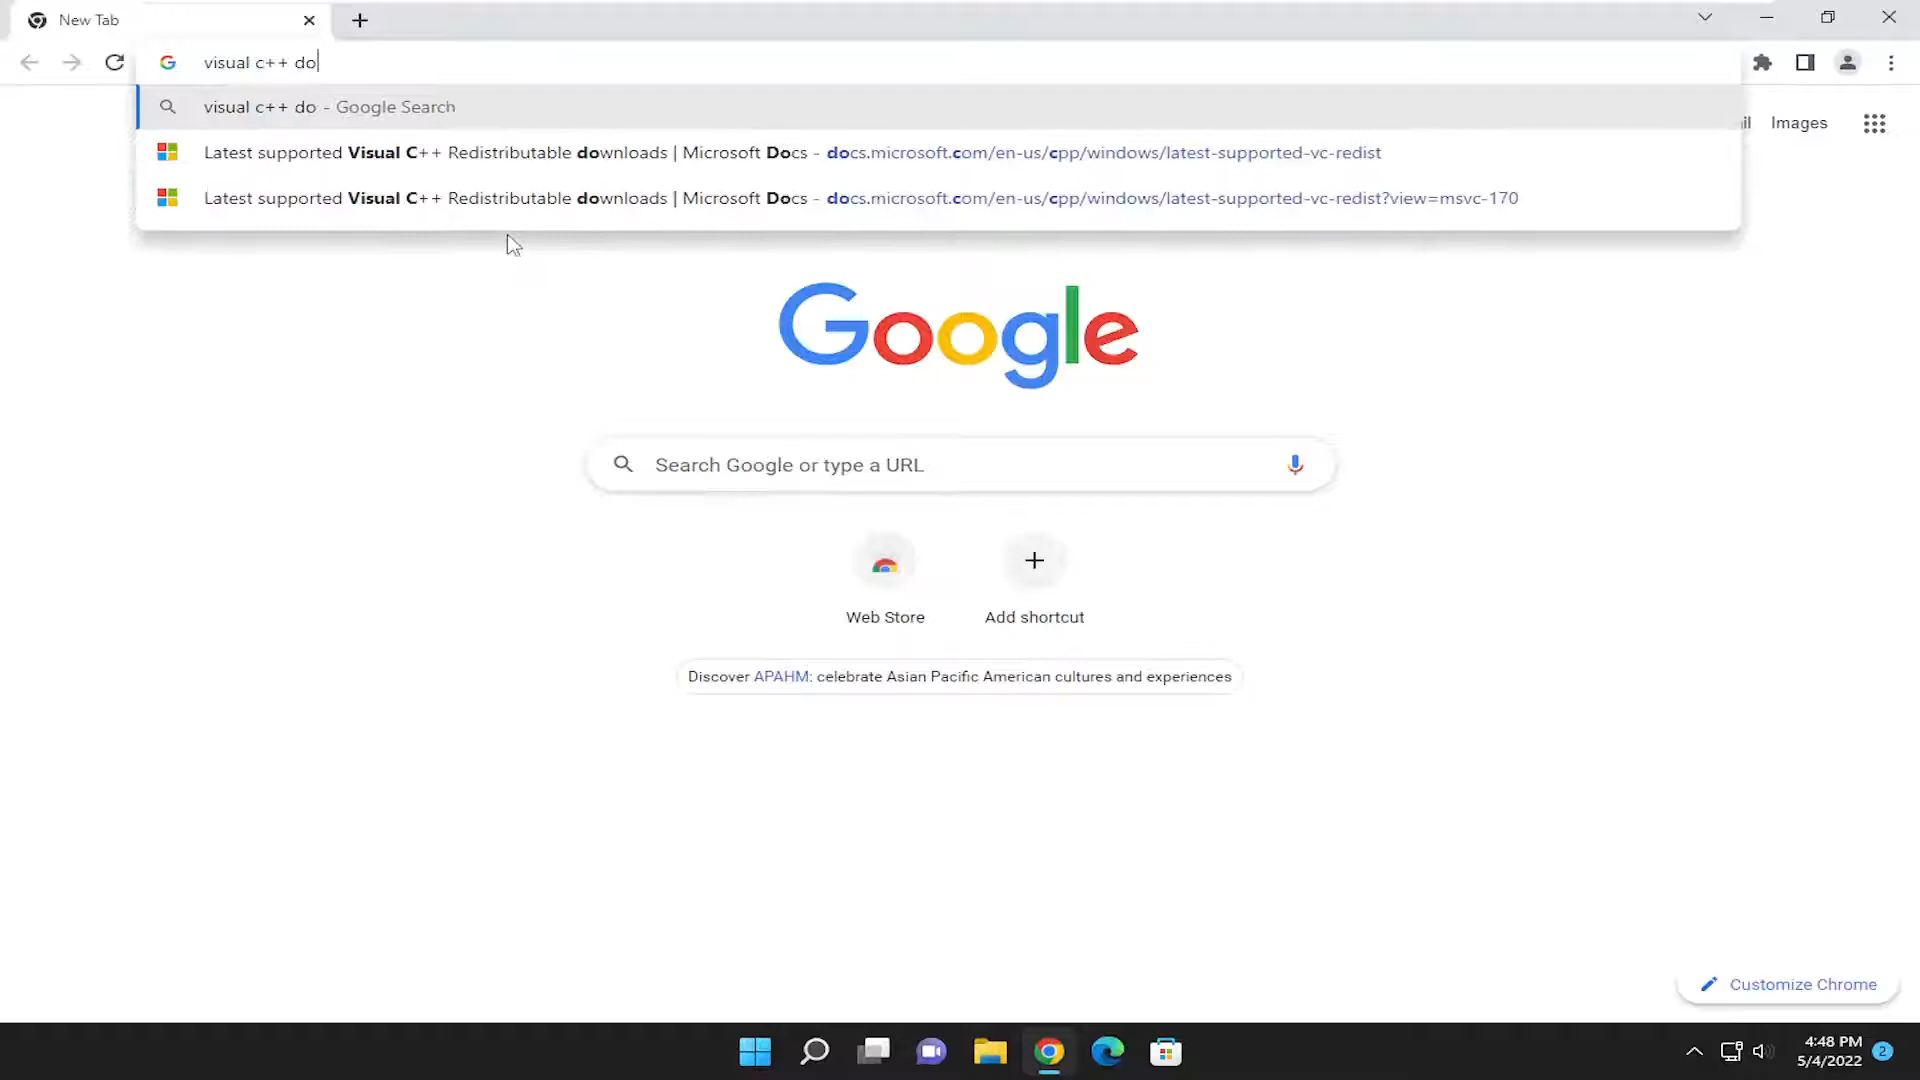 New Tab
visual c++ do
visual c++ do - Google Search
Latest supported Visual C++ Redistributable downloads | Microsoft Docs - docs.microsoft.com/en-us/cpp/windows/latest-supported-vc-redist
Latest supported Visual C++ Redistributable downloads | Microsoft Docs - docs.microsoft.com/en-us/cpp/windows/latest-supported-vc-redist?view=msvc-170
il Images
Google
Search Google or type a URL
Web Store
Add shortcut
Discover APAHM: celebrate Asian Pacific American cultures and experiences
Customize Chrome
4:48 PM
5/4/2022
2